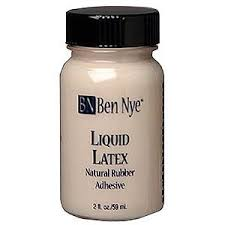 BN Ben Nye
LIQUID
LATEX
Natural Rubber
Adhesive
2 fl. oz/59 ml.